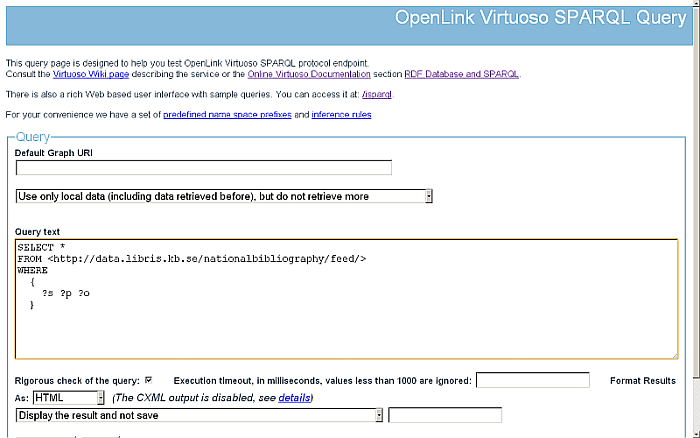 OpenLink Virtuoso SPARQL Query
This query page is designed to help you test OpenLink Virtuoso SPARQL protocol endpoint.
Consult the Virtuoso Wiki page describing the service or the Online Virtuoso Documentation section RDF Database and SPARQL.
There is also a rich Web based user interface with sample queries. You can access it at: /isparql.
For your convenience we have a set of predefined name space prefixes and inference rules
Query
Default Graph URI
Use only local data (including data retrieved before), but do not retrieve more
Query text
SELECT *
FROM <http://data.libris.kb.se/nationalbibliography/feed/>
WHERE
{
?s ?p ?o
}
Rigorous check of the query: Execution timeout, in milliseconds, values less than 1000 are ignored: Format Results
As: HTML (The CXML output is disabled, see details)
Display the result and not save